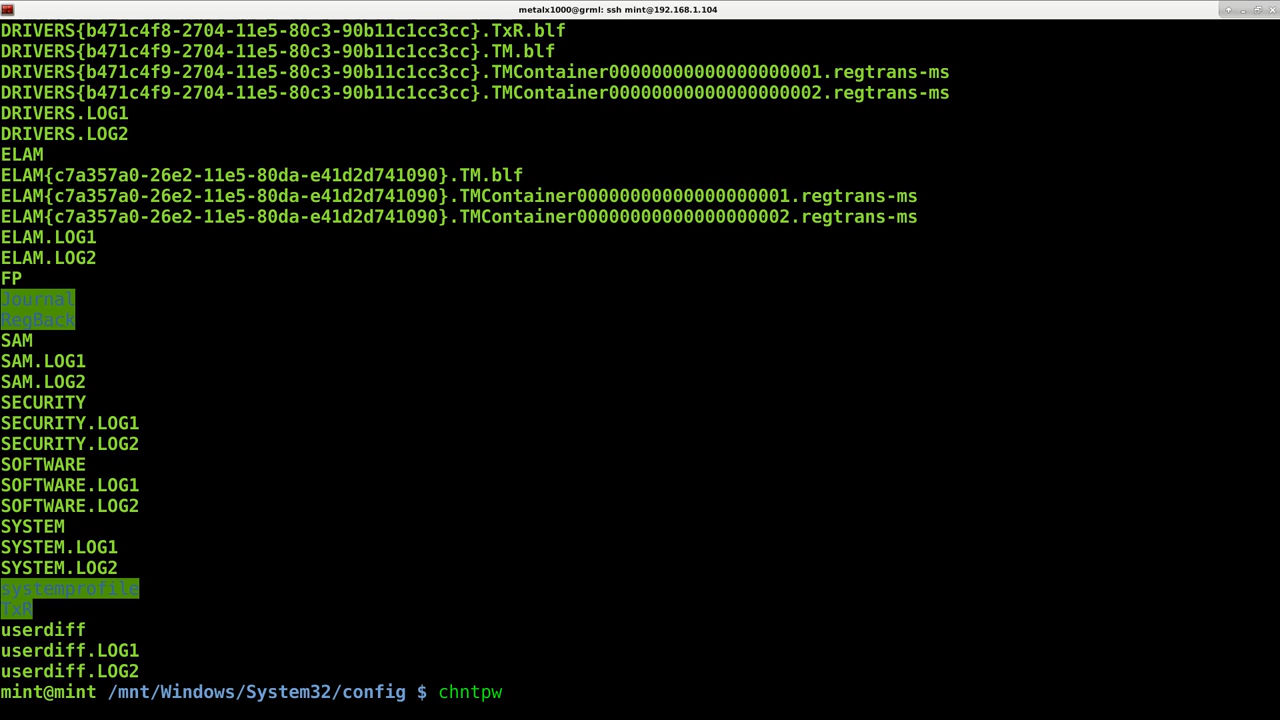 metalx1000@grml: ssh mint@192.168.1.104
DRIVERS{b471c4f8-2704-11e5-80c3-90b11c1cc3cc}.TxR.blf
DRIVERS{b471c4f9-2704-11e5-80c3-90b11c1cc3cc}.TM.blf
DRIVERS{b471c4f9-2704-11e5-80c3-90b11c1cc3cc}.TMContainer00000000000000000001.regtrans-ms
DRIVERS{b471c4f9-2704-11e5-80c3-90b11c1cc3cc}.TMContainer00000000000000000002.regtrans-ms
DRIVERS.LOG1
DRIVERS.LOG2
ELAM
ELAM{c7a357a0-26e2-11e5-80da-e41d2d741090}.TM.blf
ELAM{c7a357a0-26e2-11e5-80da-e41d2d741090}.TMContainer00000000000000000001.regtrans-ms
ELAM{c7a357a0-26e2-11e5-80da-e41d2d741090}.TMContainer00000000000000000002.regtrans-ms
ELAM.LOG1
ELAM.LOG2
FP
Journal
RegBack
SAM
SAM.LOG1
SAM.LOG2
SECURITY
SECURITY.LOG1
SECURITY.LOG2
SOFTWARE
SOFTWARE.LOG1
SOFTWARE.LOG2
SYSTEM
SYSTEM.LOG1
SYSTEM.LOG2
systemprofile
TxR
userdiff
userdiff.LOG1
userdiff.LOG2
mint@mint /mnt/Windows/System32/config $ chntpw